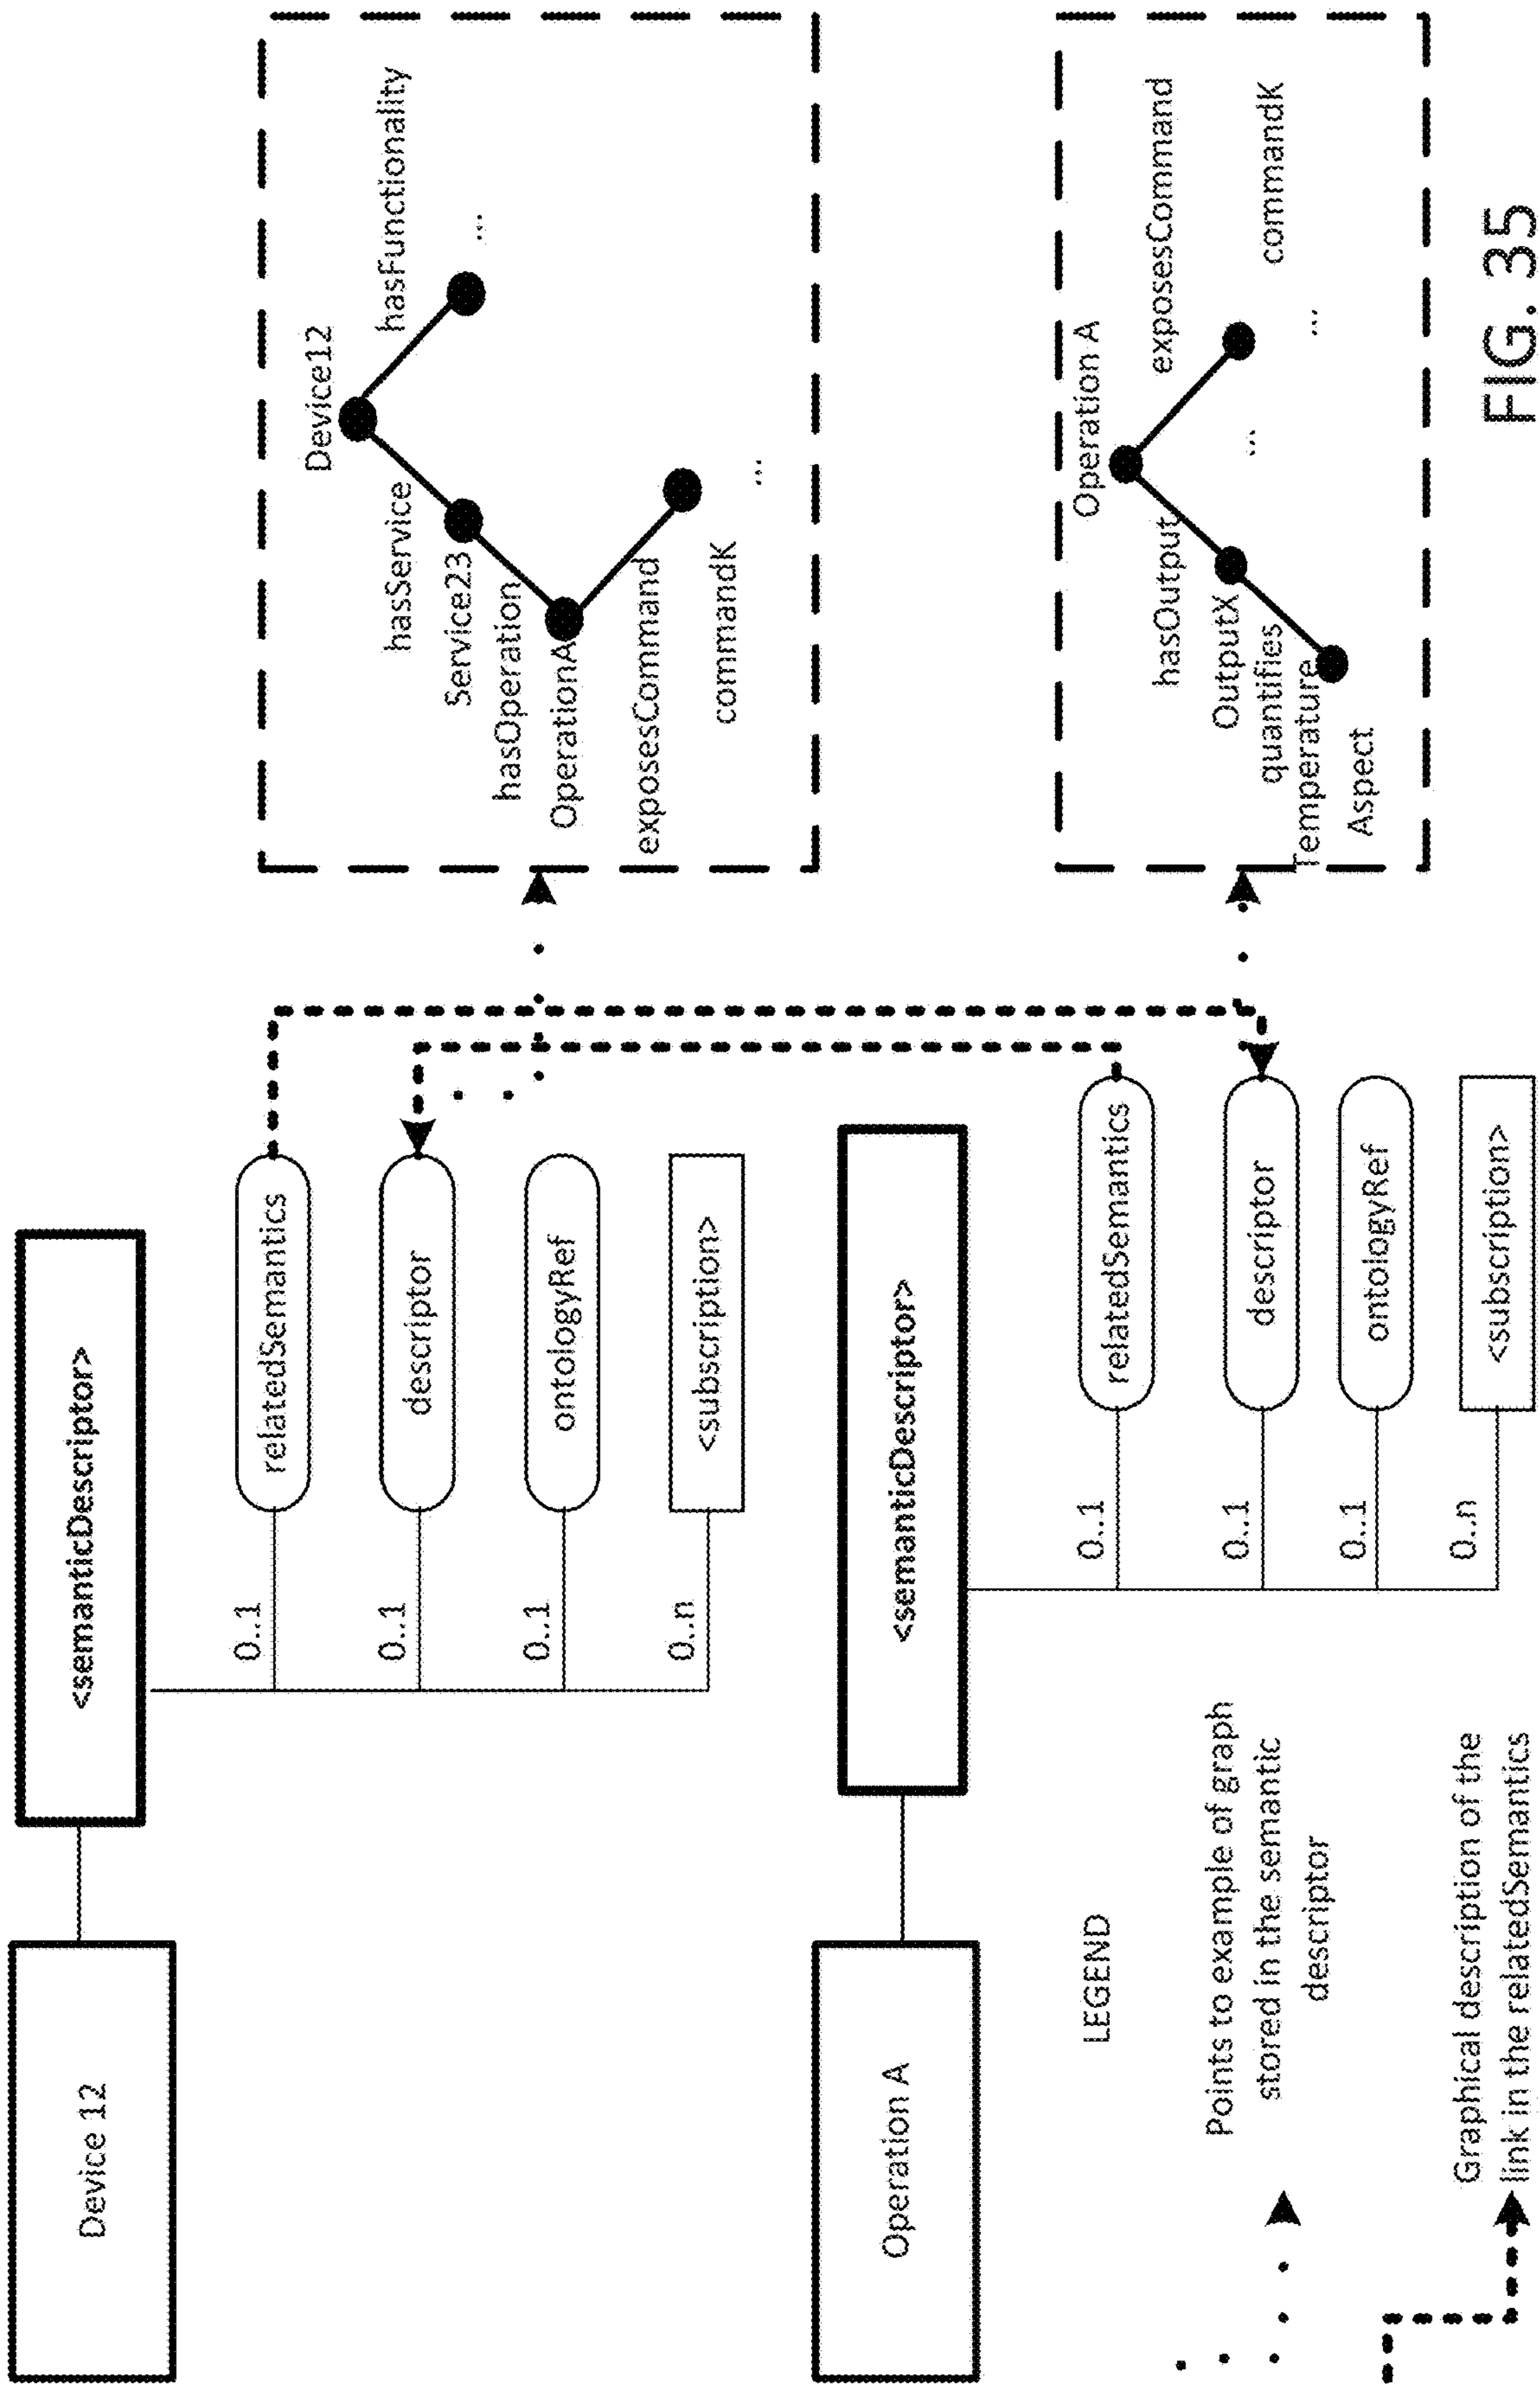 Device 12
<semanticDescriptor>
0..1
relatedSemantics
0..1
descriptor
0..1
ontologyRef
0..n
<subscription>
Device12
hasService
hasFunctionality
Service23
...
hasOperation
OperationA
exposesCommand
commandK
...
Operation A
<semanticDescriptor>
0..1
relatedSemantics
0..1
descriptor
0..1
ontologyRef
0..n
<subscription>
Operation A
hasOutput
exposesCommand
OutputX
...
commandK
quantifies
Temperature
...
Aspect
LEGEND
Points to example of graph
stored in the semantic
descriptor
Graphical description of the
link in the relatedSemantics
FIG. 35